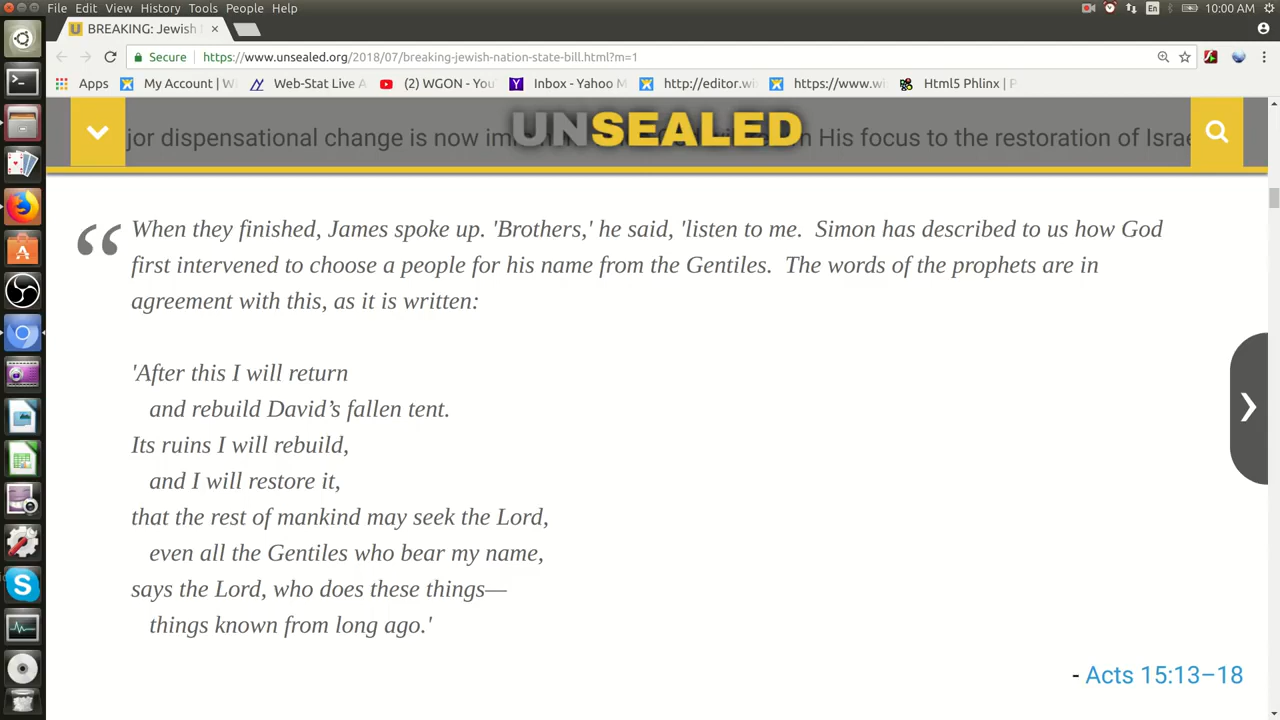 File Edit View History Tools People Help
En
10:00 AM
BREAKING: Jewish
Secure
https://www.unsealed.org/2018/07/breaking-jewish-nation-state-bill.html?m=1
Apps
My Account | W
Web-Stat Live A
(2) WGON - You
Inbox - Yahoo M
http://editor.wi
https://www.wi
Html5 Phlinx | P
UNSEALED
jor dispensational change is now
His focus to the restoration of Israe
“
When they finished, James spoke up. 'Brothers,' he said, 'listen to me.  Simon has described to us how God
first intervened to choose a people for his name from the Gentiles.  The words of the prophets are in
agreement with this, as it is written:
'After this I will return
and rebuild David’s fallen tent.
Its ruins I will rebuild,
and I will restore it,
that the rest of mankind may seek the Lord,
even all the Gentiles who bear my name,
says the Lord, who does these things—
things known from long ago.'
- Acts 15:13–18